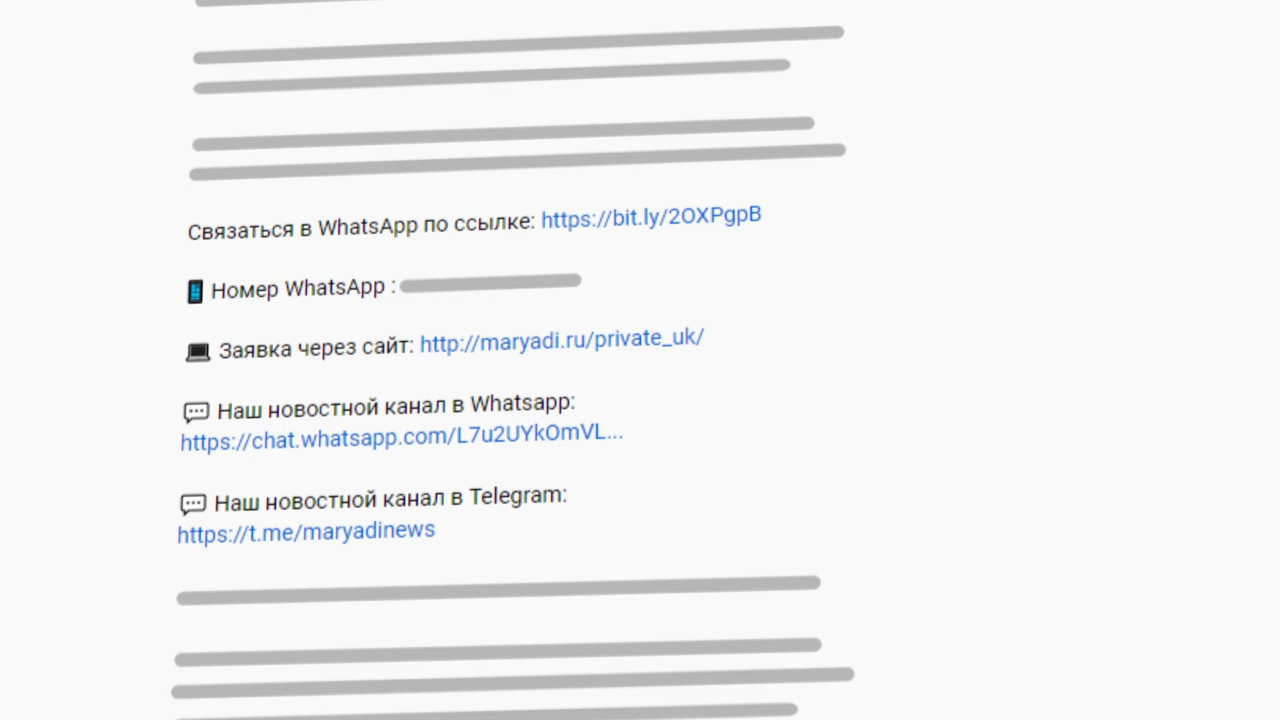 Связаться в WhatsApp по ссылке: https://bit.ly/2OXPgpB
Номер WhatsApp :
Заявка через сайт: http://maryadi.ru/private_uk/
Наш новостной канал в Whatsapp:
https://chat.whatsapp.com/L7u2UYkOmVL...
Наш новостной канал в Telegram:
https://t.me/maryadinews